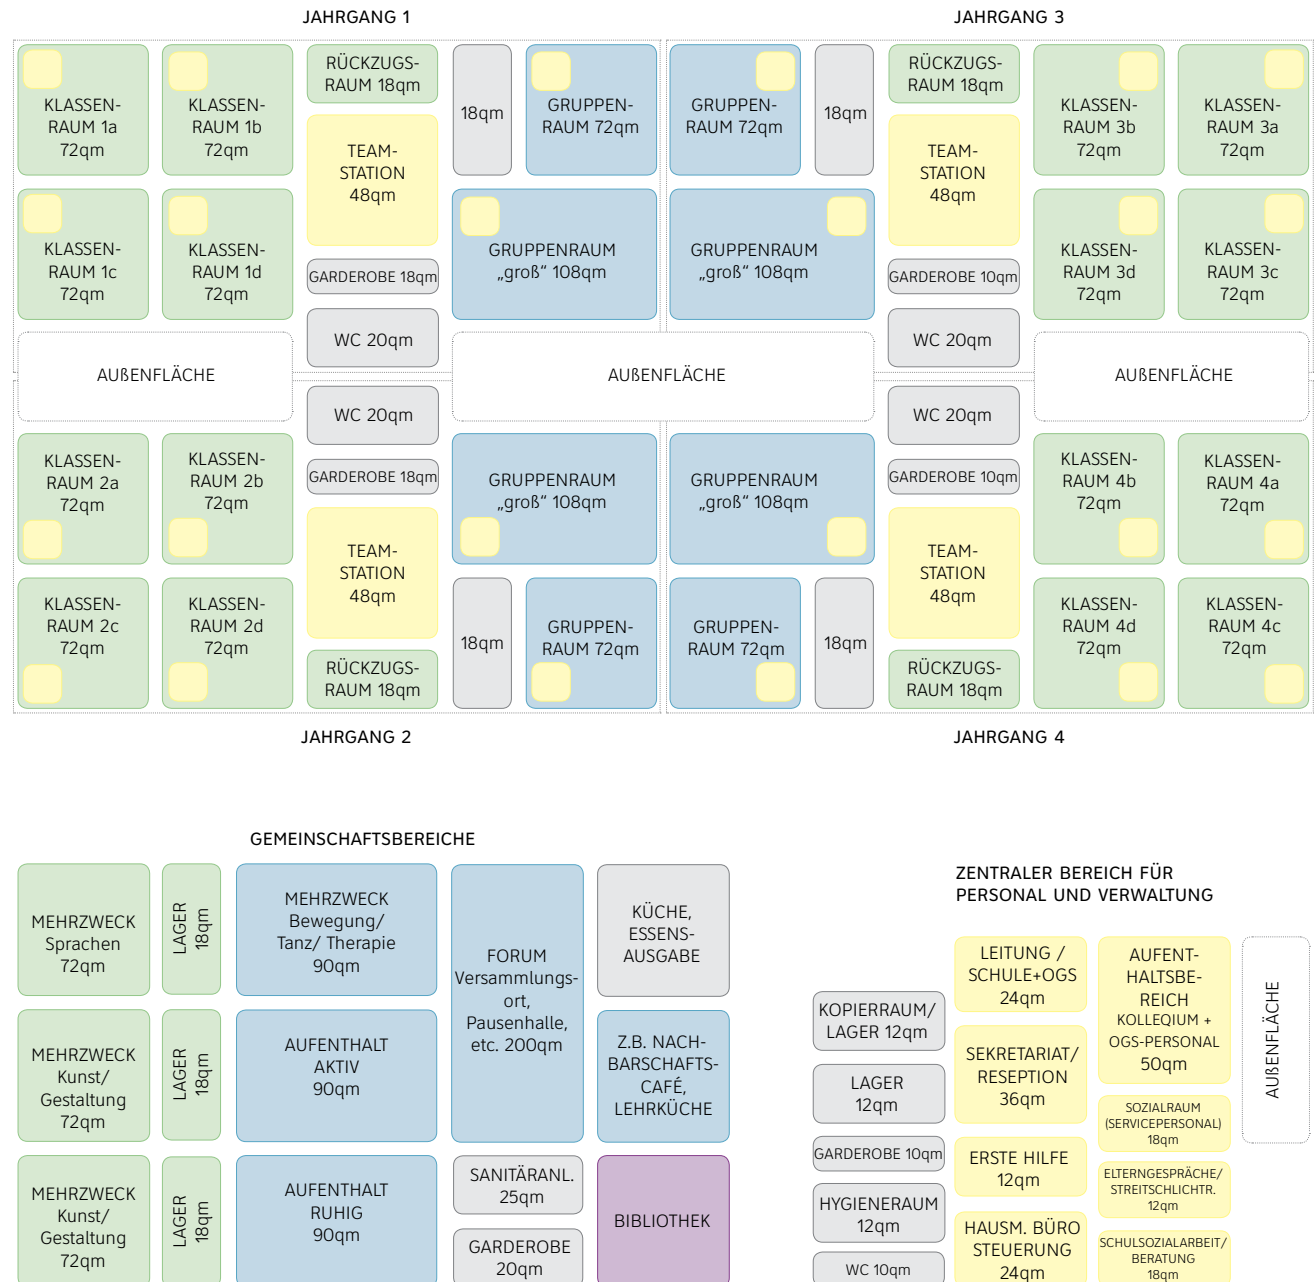 JAHRGANG 1
KLASSEN-
RAUM 1a
72qm
KLASSEN-
RAUM 1b
72qm
RÜCKZUGS-
RAUM 18qm
TEAM-
STATION
48qm
18qm
GRUPPEN-
RAUM 72qm
KLASSEN-
RAUM 1c
72qm
KLASSEN-
RAUM 1d
72qm
GARDEROBE 18qm
WC 20qm
GRUPPENRAUM
„groß“ 108qm
JAHRGANG 3
GRUPPEN-
RAUM 72qm
18qm
RÜCKZUGS-
RAUM 18qm
TEAM-
STATION
48qm
KLASSEN-
RAUM 3b
72qm
KLASSEN-
RAUM 3a
72qm
GRUPPENRAUM
„groß“ 108qm
GARDEROBE 10qm
WC 20qm
KLASSEN-
RAUM 3d
72qm
KLASSEN-
RAUM 3c
72qm
AUßENFLÄCHE
AUßENFLÄCHE
AUßENFLÄCHE
WC 20qm
GARDEROBE 18qm
KLASSEN-
RAUM 2a
72qm
KLASSEN-
RAUM 2b
72qm
GRUPPENRAUM
„groß“ 108qm
TEAM-
STATION
48qm
KLASSEN-
RAUM 2c
72qm
KLASSEN-
RAUM 2d
72qm
RÜCKZUGS-
RAUM 18qm
18qm
GRUPPEN-
RAUM 72qm
JAHRGANG 2
WC 20qm
GARDEROBE 10qm
GRUPPENRAUM
„groß“ 108qm
KLASSEN-
RAUM 4b
72qm
KLASSEN-
RAUM 4a
72qm
TEAM-
STATION
48qm
GRUPPEN-
RAUM 72qm
18qm
RÜCKZUGS-
RAUM 18qm
KLASSEN-
RAUM 4d
72qm
KLASSEN-
RAUM 4c
72qm
JAHRGANG 4
GEMEINSCHAFTSBEREICHE
MEHRZWECK
Sprachen
72qm
LAGER
18qm
MEHRZWECK
Bewegung/
Tanz/ Therapie
90qm
FORUM
Versammlungs-
ort,
Pausenhalle,
etc. 200qm
KÜCHE,
ESSENS-
AUSGABE
MEHRZWECK
Kunst/
Gestaltung
72qm
LAGER
18qm
AUFENTHALT
AKTIV
90qm
Z.B. NACH-
BARSCHAFTS-
CAFÉ,
LEHRKÜCHE
MEHRZWECK
Kunst/
Gestaltung
72qm
LAGER
18qm
AUFENTHALT
RUHIG
90qm
SANITÄRANL.
25qm
GARDEROBE
20qm
BIBLIOTHEK
ZENTRALER BEREICH FÜR
PERSONAL UND VERWALTUNG
KOPIERRAUM/
LAGER 12qm
LAGER
12qm
GARDEROBE 10qm
HYGIENERAUM
12qm
WC 10qm
LEITUNG /
SCHULE+OGS
24qm
SEKRETARIAT/
RESEPTION
36qm
ERSTE HILFE
12qm
HAUSM. BÜRO
STEUERUNG
24qm
AUFENT-
HALTSBE-
REICH
KOLLEQIUM +
OGS-PERSONAL
50qm
SOZIALRAUM
(SERVICEPERSONAL)
18qm
ELTERNGESPRÄCHE/
STREITSCHLICHTR.
12qm
SCHULSOZIALARBEIT/
BERATUNG
18qm
AUßENFLÄCHE